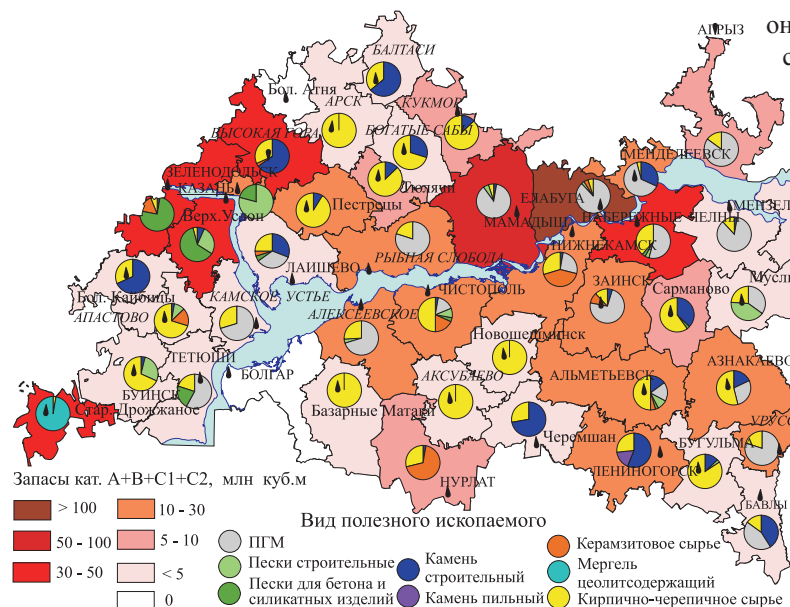 он
с
АГРЫЗ
БАЛТАСИ
Бол. Атня
АРСК
КУКМОР
ВЫСОКАЯ ГОРА
БОГАТЫЕ САБЫ
МЕНДЕЛЕЕВСК
ЗЕЛЕНОДОЛЬСК
КАЗАНЬ
Тюлячи
ЕЛАБУГА
Пестрецы
МАМАДЫШ
НАБЕРЕЖНЫЕ ЧЕЛНЫ
МЕНЗЕЛ
Верх. Услон
НИЖНЕКАМСК
РЫБНАЯ СЛОБОДА
ЛАИШЕВО
Бол. Кайбицы
КАМСКОЕ УСТЬЕ
ЧИСТОПОЛЬ
ЗАИНСК
Сарманово
Мусл
АПАСТОВО
АЛЕКСЕЕВСКОЕ
Новошешминск
ТЕТЮШИ
БОЛГАР
АКСУБАЕВО
АЛЬМЕТЬЕВСК
АЗНАКАЕВО
БУИНСК
Стар. Дрожжаное
Базарные Матаки
Черемшан
УРУСС
БУГУЛЬМА
ЛЕНИНОГОРСК
НУРЛАТ
БАВЛЫ
Запасы кат. А+В+С1+С2, млн куб.м
> 100
10 - 30
50 - 100
5 - 10
30 - 50
< 5
0
Вид полезного ископаемого
ПГМ
Пески строительные
Пески для бетона и
силикатных изделий
Камень
строительный
Камень пильный
Керамзитовое сырье
Мергель
цеолитсодержащий
Кирпично-черепичное сырье